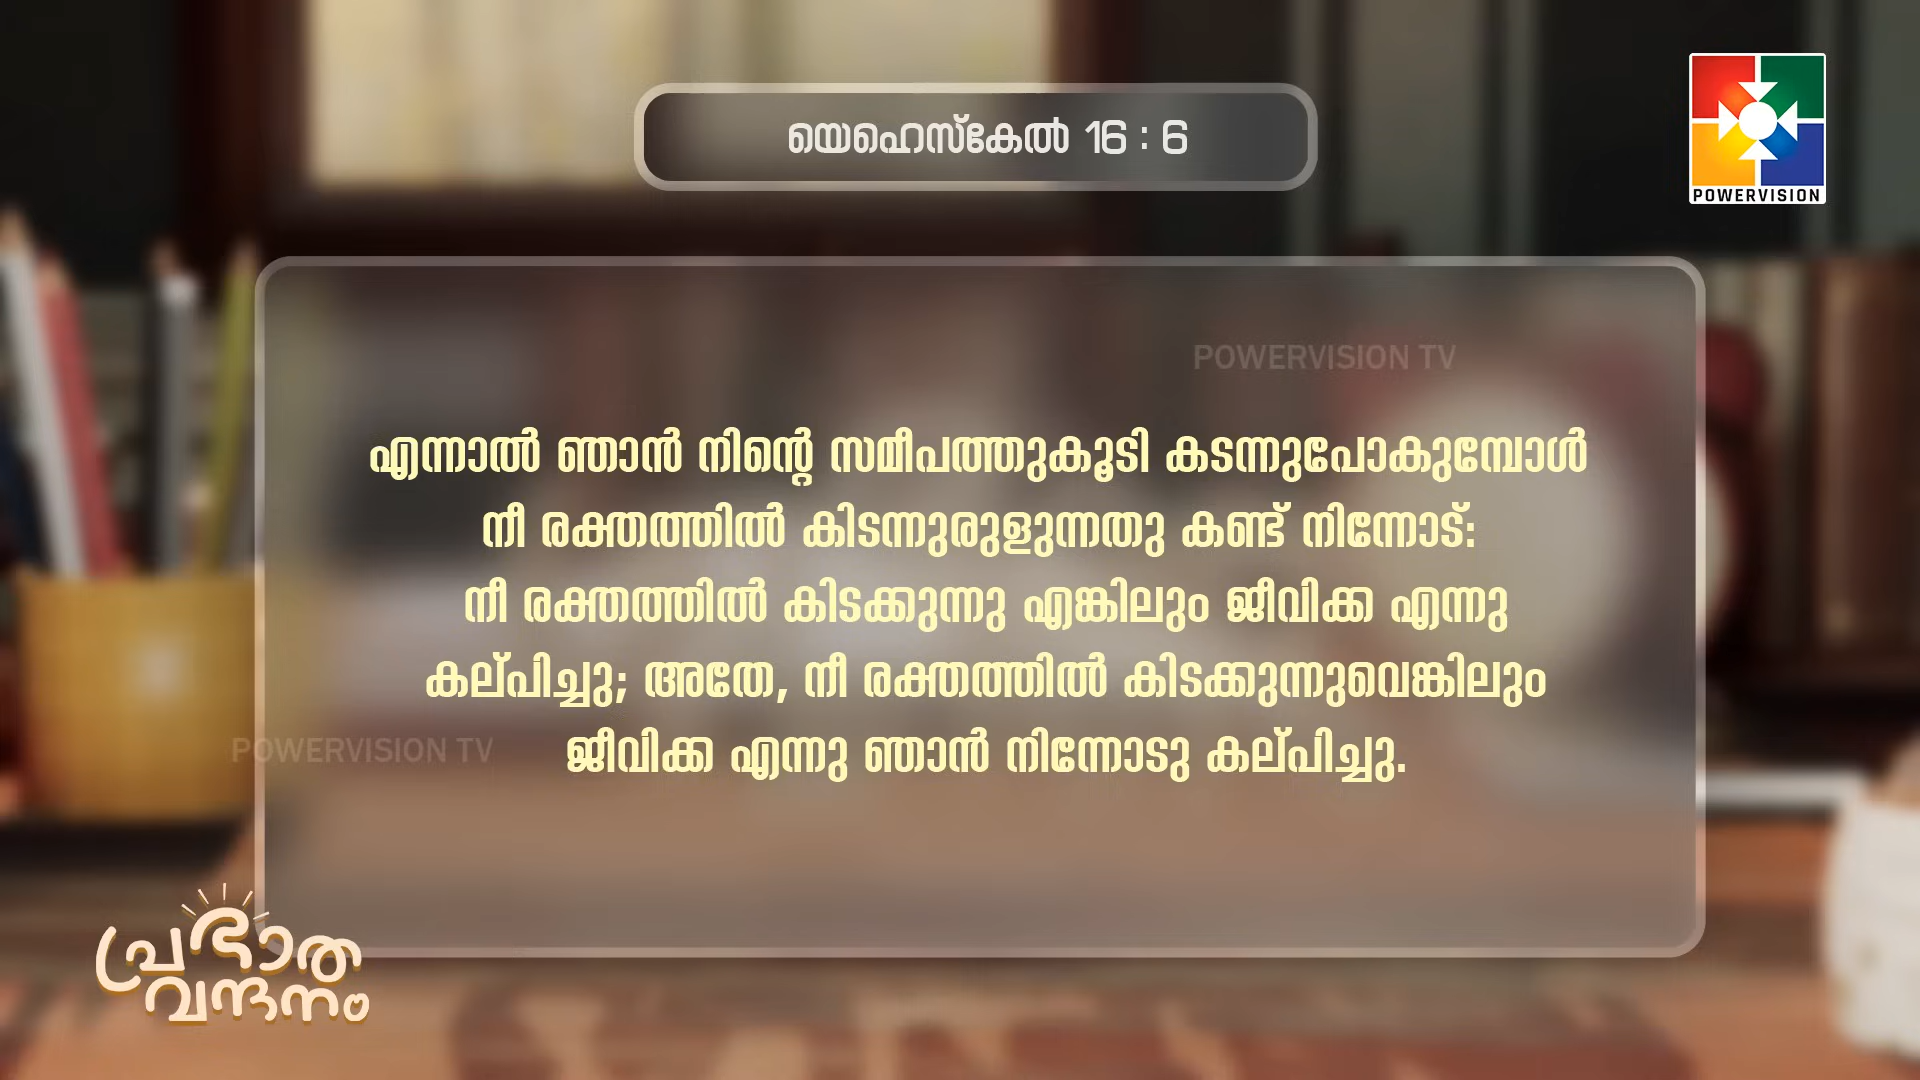 യെഹെസ്കേൽ 16 : 6
POWERVISION
POWERVISION TV
എന്നാൽ ഞാൻ നിന്റെ സമീപത്തുകൂടി കടന്നുപോകുമ്പോൾ
നീ രക്തത്തിൽ കിടന്നുരുളുന്നതു കണ്ട് നിന്നോട്:
നീ രക്തത്തിൽ കിടക്കുന്നു എങ്കിലും ജീവിക്ക എന്നു
കല്പിച്ചു; അതേ, നീ രക്തത്തിൽ കിടക്കുന്നുവെങ്കിലും
ജീവിക്ക എന്നു ഞാൻ നിന്നോടു കല്പിച്ചു.
POWERVISION TV
പ്രഭാത
വന്ദനം